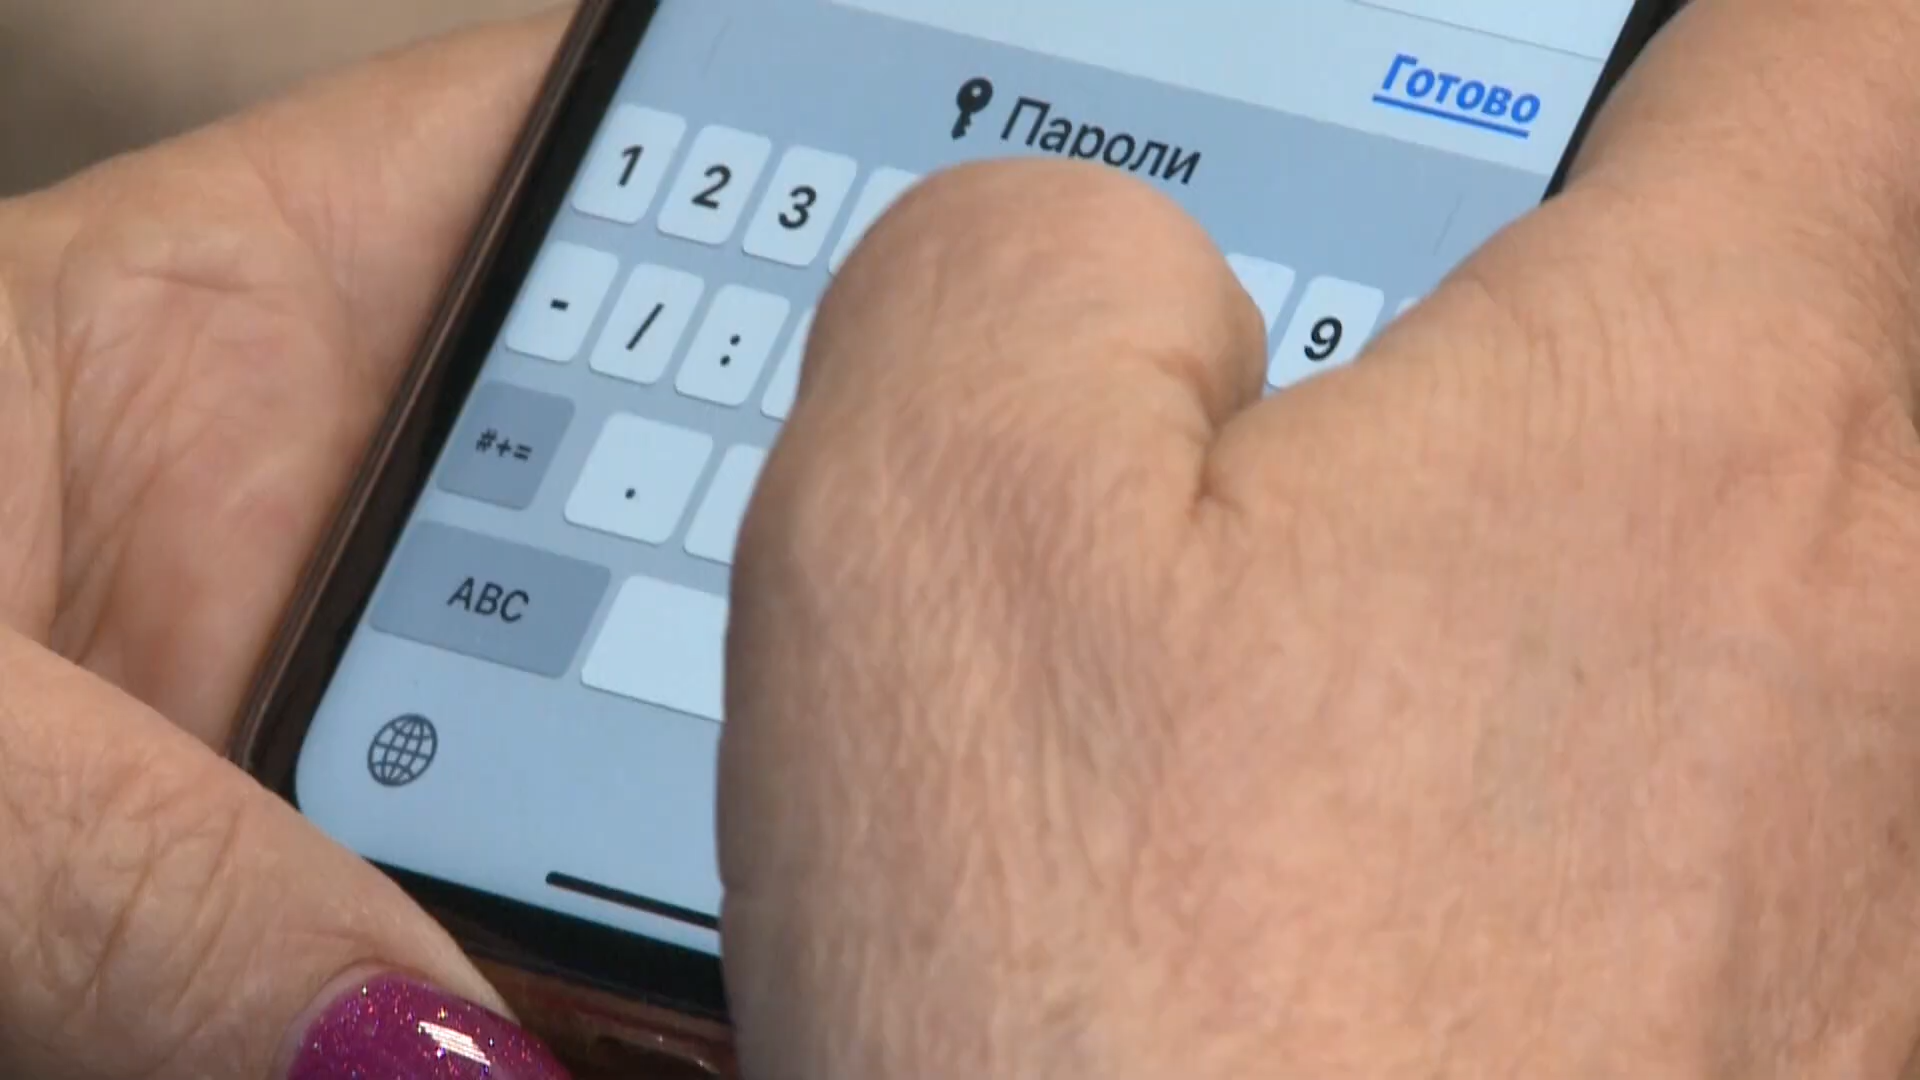 Готово
Пароли
1 2 3 9
- / :
#+= .
ABC